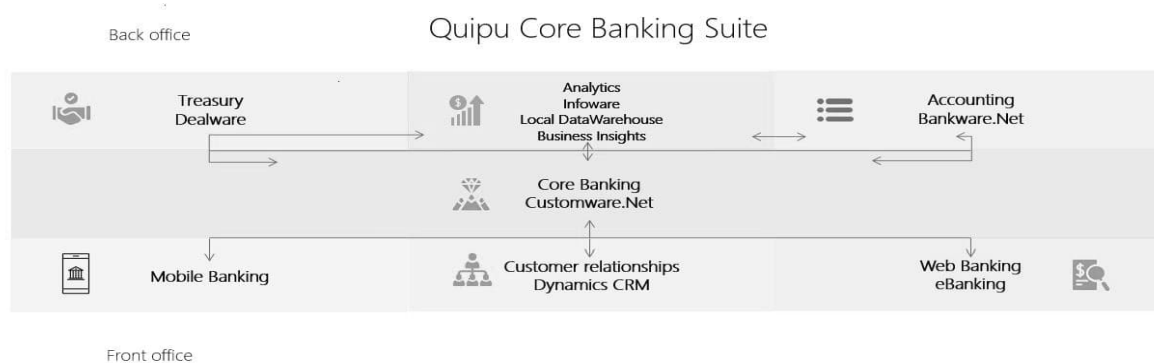 Quipu Core Banking Suite
Back office
Treasury
Dealware
Analytics
Infoware
Local DataWarehouse
Business Insights
Accounting
Bankware.Net
Core Banking
Customware.Net
Mobile Banking
Customer relationships
Dynamics CRM
Web Banking
eBanking
Front office